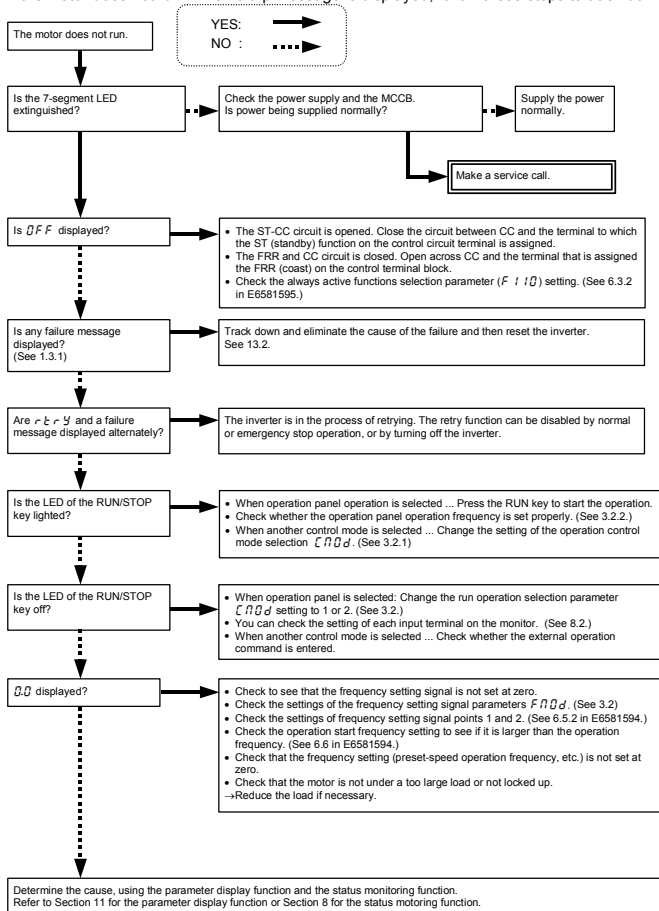 The motor does not run.
YES:
NO :
Is the 7-segment LED
extinguished?
Check the power supply and the MCCB.
Is power being supplied normally?
Supply the power
normally.
Make a service call.
Is OFF displayed?
• The ST-CC circuit is opened. Close the circuit between CC and the terminal to which
the ST (standby) function on the control circuit terminal is assigned.
• The FRR and CC circuit is closed. Open across CC and the terminal that is assigned
the FRR (coast) on the control terminal block.
• Check the always active functions selection parameter (F110) setting. (See 6.3.2
in E6581595.)
Is any failure message
displayed?
(See 1.3.1)
Track down and eliminate the cause of the failure and then reset the inverter.
See 13.2.
Are rtry and a failure
message displayed alternately?
The inverter is in the process of retrying. The retry function can be disabled by normal
or emergency stop operation, or by turning off the inverter.
Is the LED of the RUN/STOP
key lighted?
• When operation panel operation is selected ... Press the RUN key to start the operation.
• Check whether the operation panel operation frequency is set properly. (See 3.2.2.)
• When another control mode is selected ... Change the setting of the operation control
mode selection CMOd. (See 3.2.1)
Is the LED of the RUN/STOP
key off?
• When operation panel is selected: Change the run operation selection parameter
CMOd setting to 1 or 2. (See 3.2.)
• You can check the setting of each input terminal on the monitor. (See 8.2.)
• When another control mode is selected ... Check whether the external operation
command is entered.
0.0 displayed?
• Check to see that the frequency setting signal is not set at zero.
• Check the settings of the frequency setting signal parameters FMOd. (See 3.2)
• Check the settings of frequency setting signal points 1 and 2. (See 6.5.2 in E6581594.)
• Check the operation start frequency setting to see if it is larger than the operation
frequency. (See 6.6 in E6581594.)
• Check that the frequency setting (preset-speed operation frequency, etc.) is not set at
zero.
• Check that the motor is not under a too large load or not locked up.
→Reduce the load if necessary.
Determine the cause, using the parameter display function and the status monitoring function.
Refer to Section 11 for the parameter display function or Section 8 for the status motoring function.